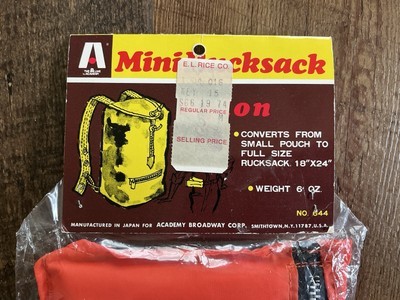 A
Mini Rucksack
E.L. RICE CO
REGULAR PRICE
SELLING PRICE
on
• CONVERTS FROM
SMALL POUCH TO
FULL SIZE
RUCKSACK. 18"X24"
• WEIGHT 6 OZ
NO. 644
MANUFACTURED IN JAPAN FOR ACADEMY BROADWAY CORP. SMITHTOWN, N.Y. 11787, U.S.A.